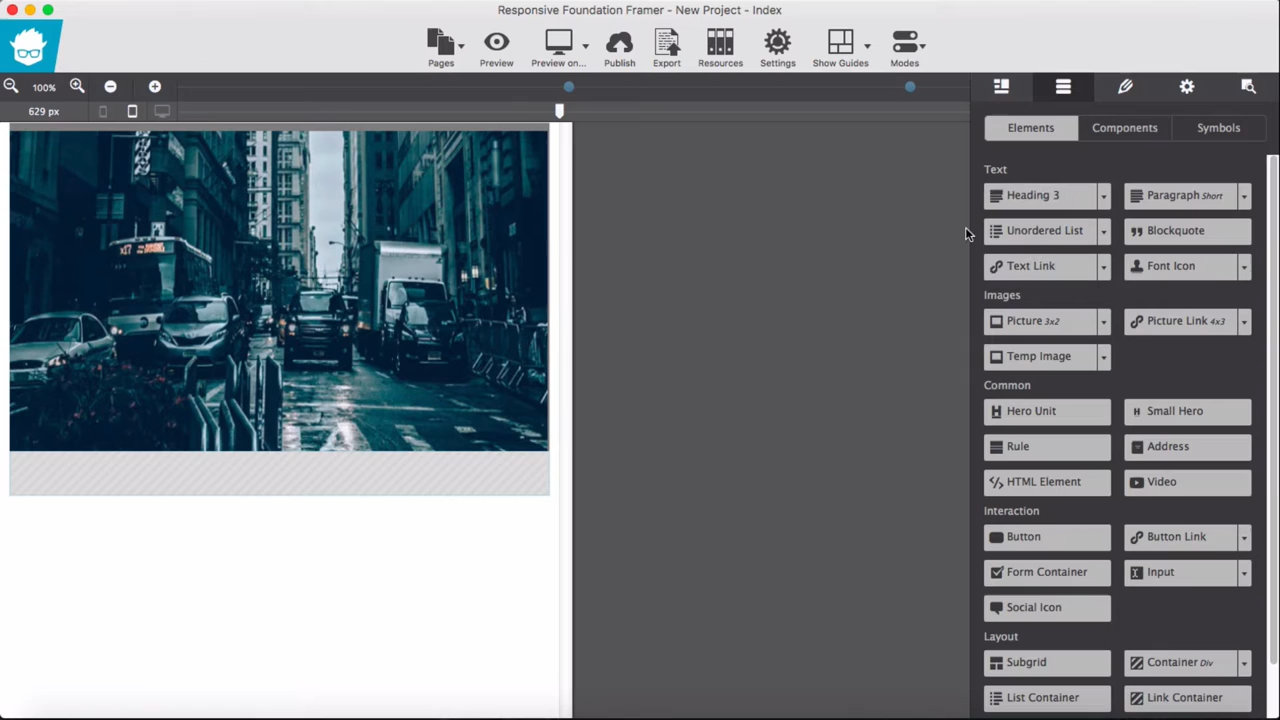 Responsive Foundation Framer - New Project - Index
Pages Preview Preview on... Publish Export Resources Settings Show Guides Modes
100%
629 px
Elements Components Symbols
Text
Heading 3 Paragraph Short
Unordered List Blockquote
Text Link Font Icon
Images
Picture 3x2 Picture Link 4x3
Temp Image
Common
Hero Unit H Small Hero
Rule Address
HTML Element Video
Interaction
Button Button Link
Form Container Input
Social Icon
Layout
Subgrid Container Div
List Container Link Container